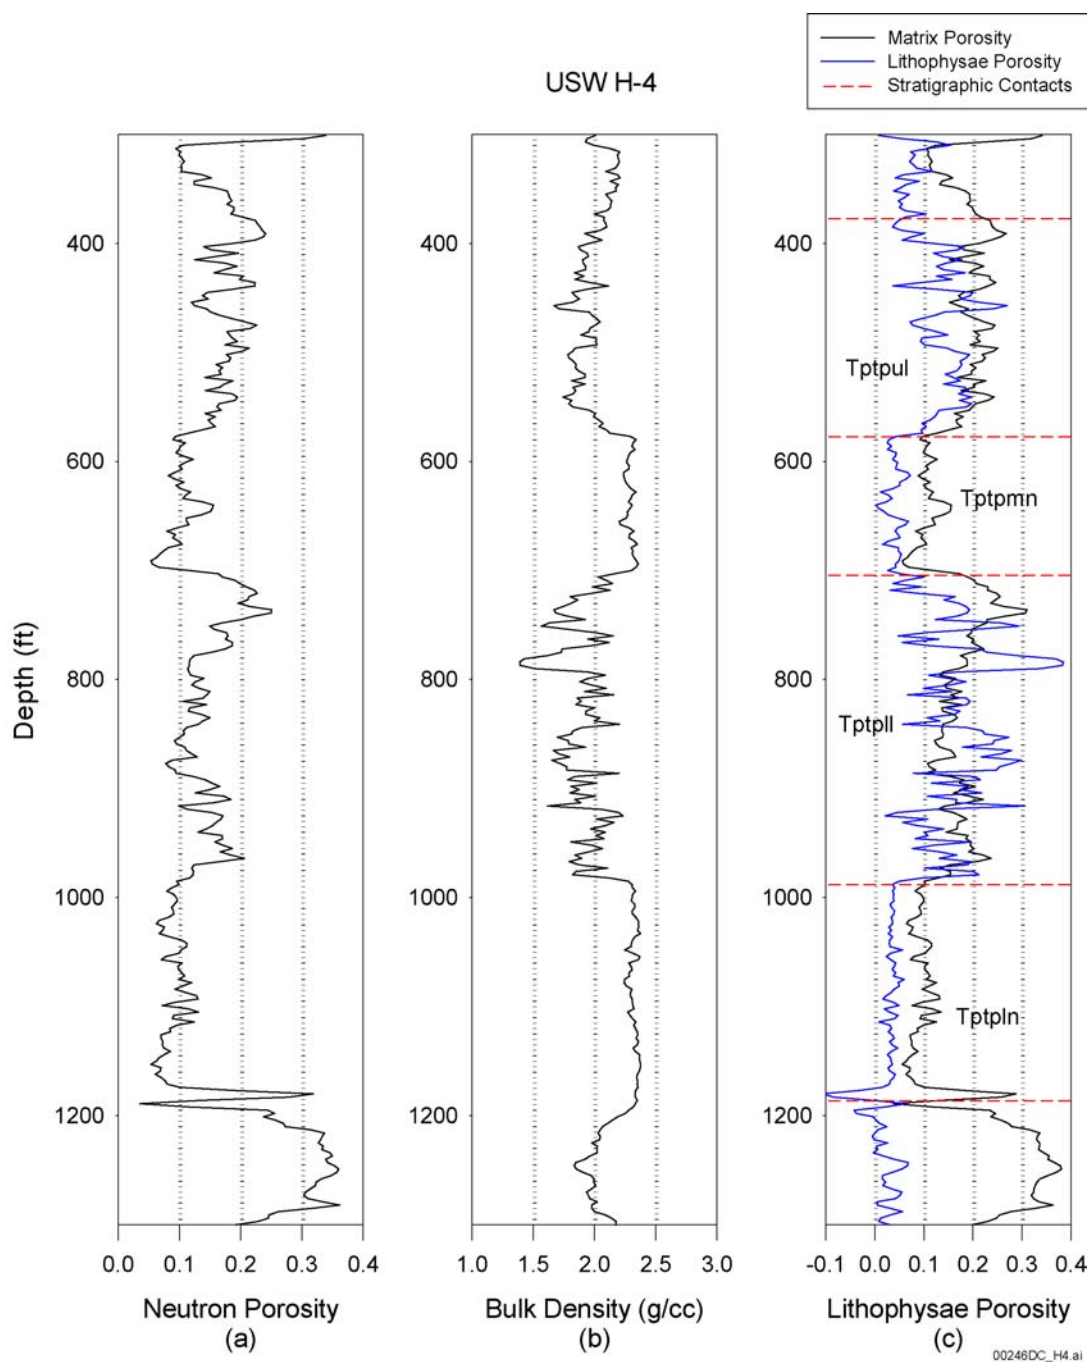 Matrix Porosity
Lithophysae Porosity
Stratigraphic Contacts
USW H-4
Depth (ft)
400
600
800
1000
1200
0.0 0.1 0.2 0.3 0.4
Neutron Porosity
(a)
400
600
800
1000
1200
1.0 1.5 2.0 2.5 3.0
Bulk Density (g/cc)
(b)
400
600
800
1000
1200
Tptpul
Tptpmn
Tptpll
Tptpln
-0.1 0.0 0.1 0.2 0.3 0.4
Lithophysae Porosity
(c)
00246DC_H4.ai